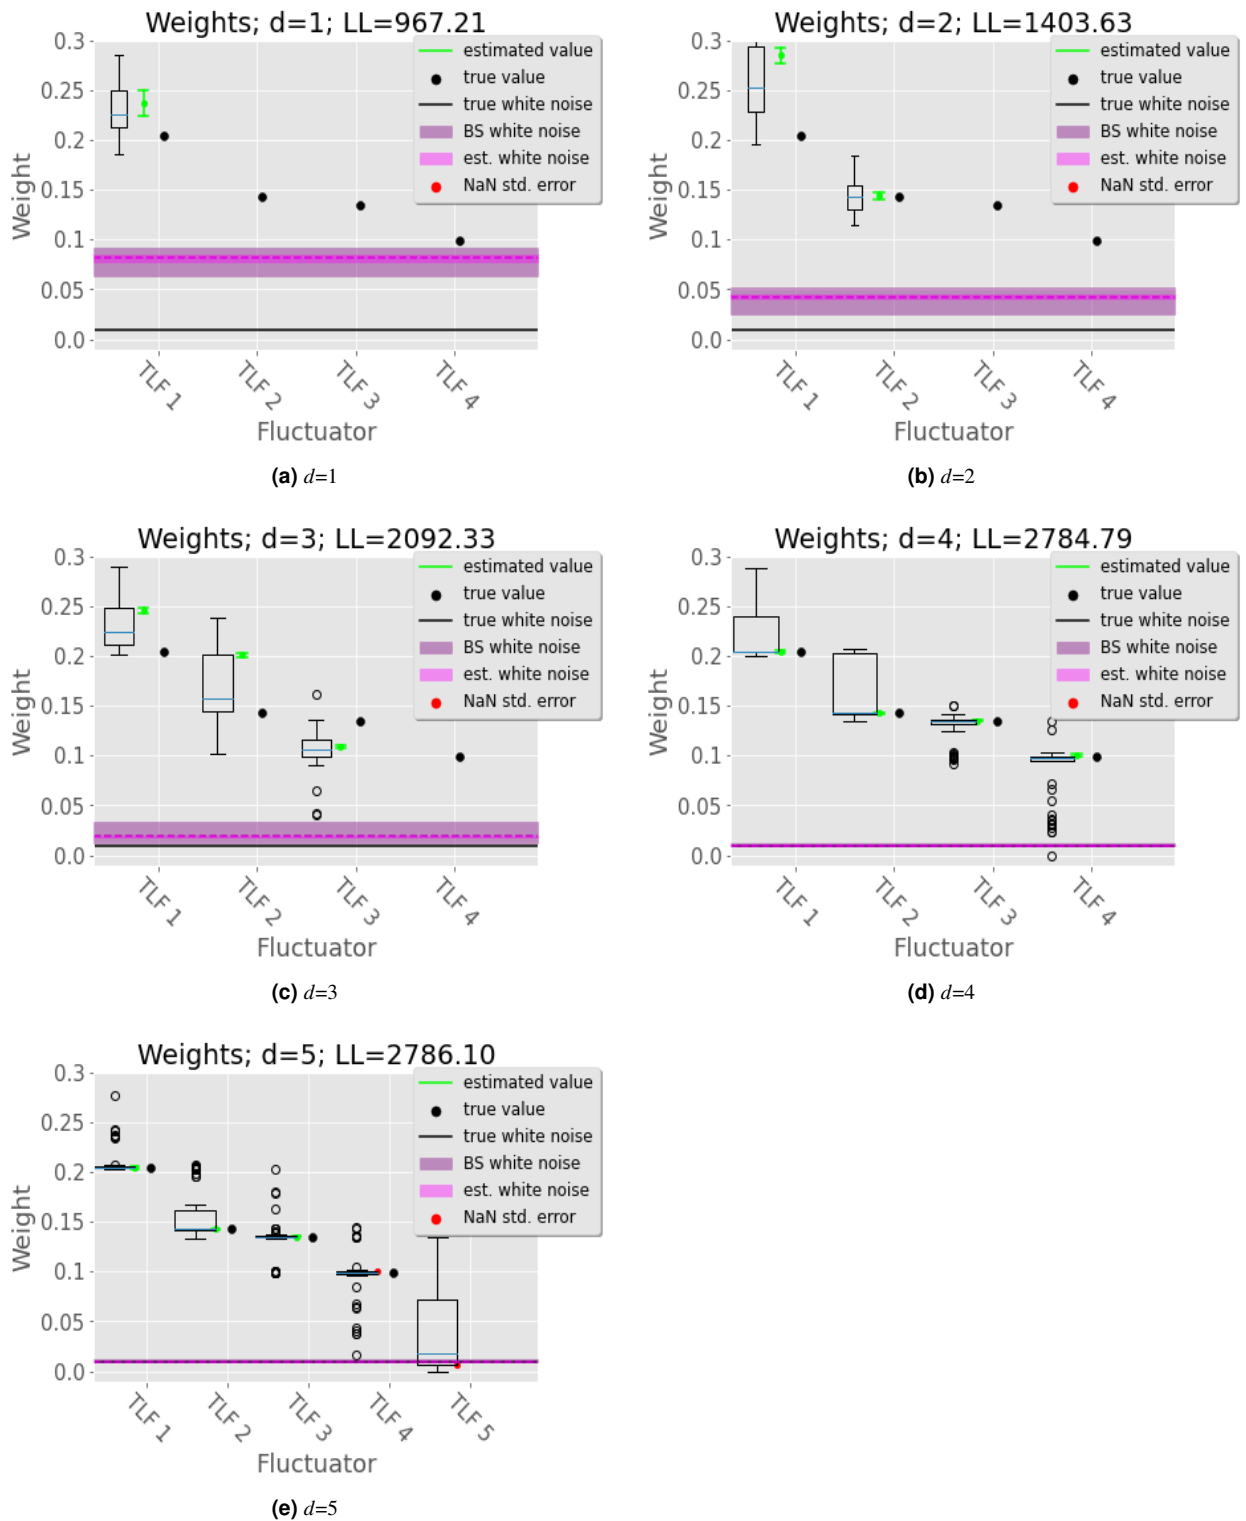 Weights; d=1; LL=967.21
0.3
0.25
0.2
0.15
0.1
0.05
0.0
Weight
estimated value
true value
true white noise
BS white noise
est. white noise
NaN std. error
TLF 1
TLF 2
TLF 3
TLF 4
Fluctuator
(a) d=1
Weights; d=2; LL=1403.63
0.3
0.25
0.2
0.15
0.1
0.05
0.0
Weight
estimated value
true value
true white noise
BS white noise
est. white noise
NaN std. error
TLF 1
TLF 2
TLF 3
TLF 4
Fluctuator
(b) d=2
Weights; d=3; LL=2092.33
0.3
0.25
0.2
0.15
0.1
0.05
0.0
Weight
estimated value
true value
true white noise
BS white noise
est. white noise
NaN std. error
TLF 1
TLF 2
TLF 3
TLF 4
Fluctuator
(c) d=3
Weights; d=4; LL=2784.79
0.3
0.25
0.2
0.15
0.1
0.05
0.0
Weight
estimated value
true value
true white noise
BS white noise
est. white noise
NaN std. error
TLF 1
TLF 2
TLF 3
TLF 4
Fluctuator
(d) d=4
Weights; d=5; LL=2786.10
0.3
0.25
0.2
0.15
0.1
0.05
0.0
Weight
estimated value
true value
true white noise
BS white noise
est. white noise
NaN std. error
TLF 1
TLF 2
TLF 3
TLF 4
TLF 5
Fluctuator
(e) d=5